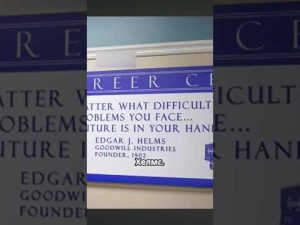 REER CE
ATTER WHAT DIFFICULT
OBLEMS YOU FACE...
UTURE IS IN YOUR HAN
EDGAR J. HELMS
GOODWILL INDUSTRIES
FOUNDER, 1902
Хелмс.